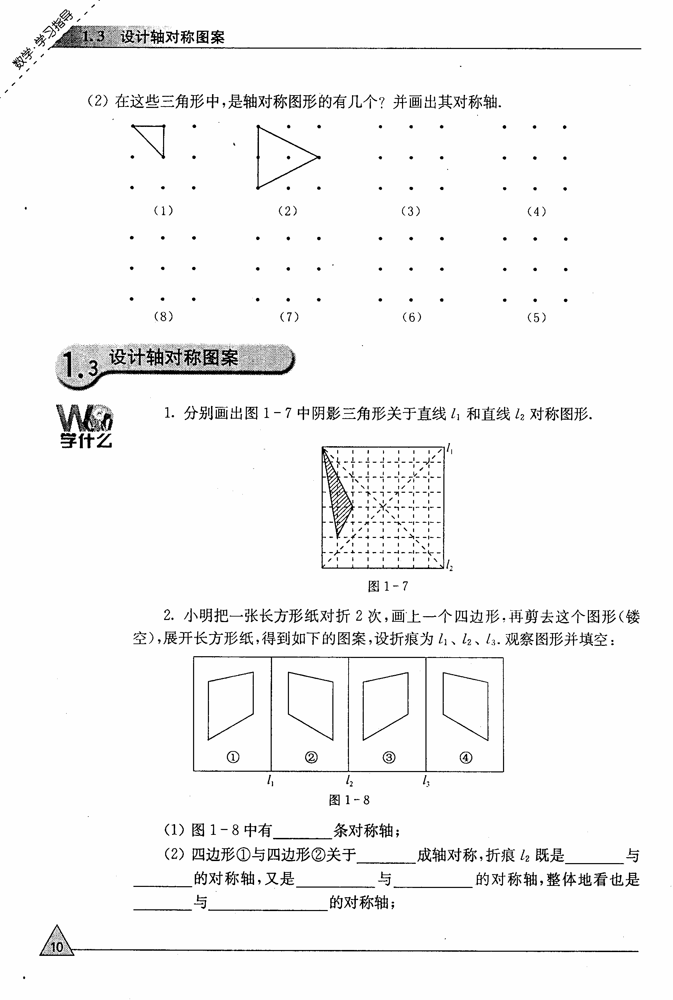 数学·学习指导
1.3 设计轴对称图案
(2) 在这些三角形中,是轴对称图形的有几个? 并画出其对称轴.
(1) (2) (3) (4)
(8) (7) (6) (5)
1.3 设计轴对称图案
学什么
1. 分别画出图 1-7 中阴影三角形关于直线 l₁ 和直线 l₂ 对称图形.
l₁
l₂
图 1-7
2. 小明把一张长方形纸对折 2 次,画上一个四边形,再剪去这个图形(镂
空),展开长方形纸,得到如下的图案,设折痕为 l₁、l₂、l₃. 观察图形并填空:
① ② ③ ④
l₁ l₂ l₃
图 1-8
(1) 图 1-8 中有________条对称轴;
(2) 四边形①与四边形②关于________成轴对称,折痕 l₂ 既是________与
________的对称轴,又是__________与__________的对称轴,整体地看也是
________与________________的对称轴;
10